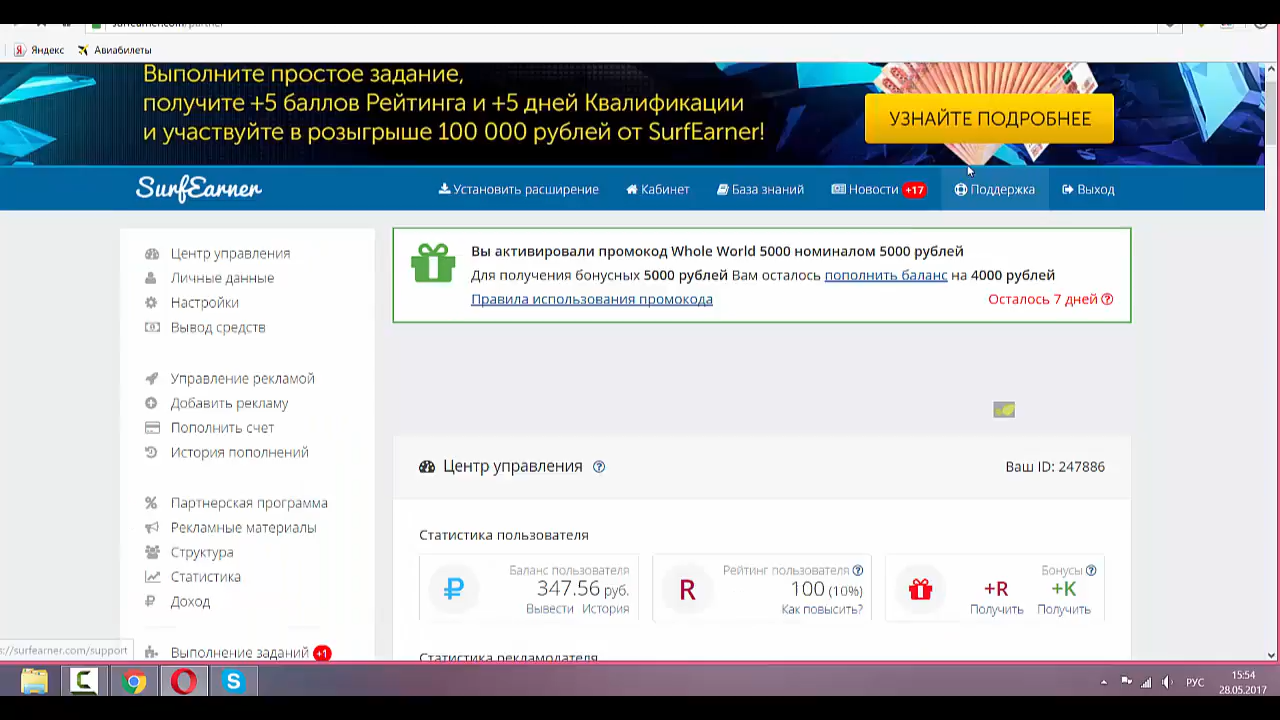 Яндекс
Авиабилеты
Выполните простое задание,
получите +5 баллов Рейтинга и +5 дней Квалификации
и участвуйте в розыгрыше 100 000 рублей от SurfEarner!
УЗНАЙТЕ ПОДРОБНЕЕ
SurfEarner
Установить расширение
Кабинет
База знаний
Новости +17
Поддержка
Выход
Центр управления
Личные данные
Настройки
Вывод средств
Управление рекламой
Добавить рекламу
Пополнить счет
История пополнений
Партнерская программа
Рекламные материалы
Структура
Статистика
Доход
Выполнение заданий +1
Вы активировали промокод Whole World 5000 номиналом 5000 рублей
Для получения бонусных 5000 рублей Вам осталось пополнить баланс на 4000 рублей
Правила использования промокода
Осталось 7 дней
Центр управления
Ваш ID: 247886
Статистика пользователя
Баланс пользователя
347.56 руб.
Вывести История
R
Рейтинг пользователя
100 (10%)
Как повысить?
Бонусы
+R +K
Получить Получить
Статистика рекламодателя
://surfearner.com/support
РУС
15:54
28.05.2017